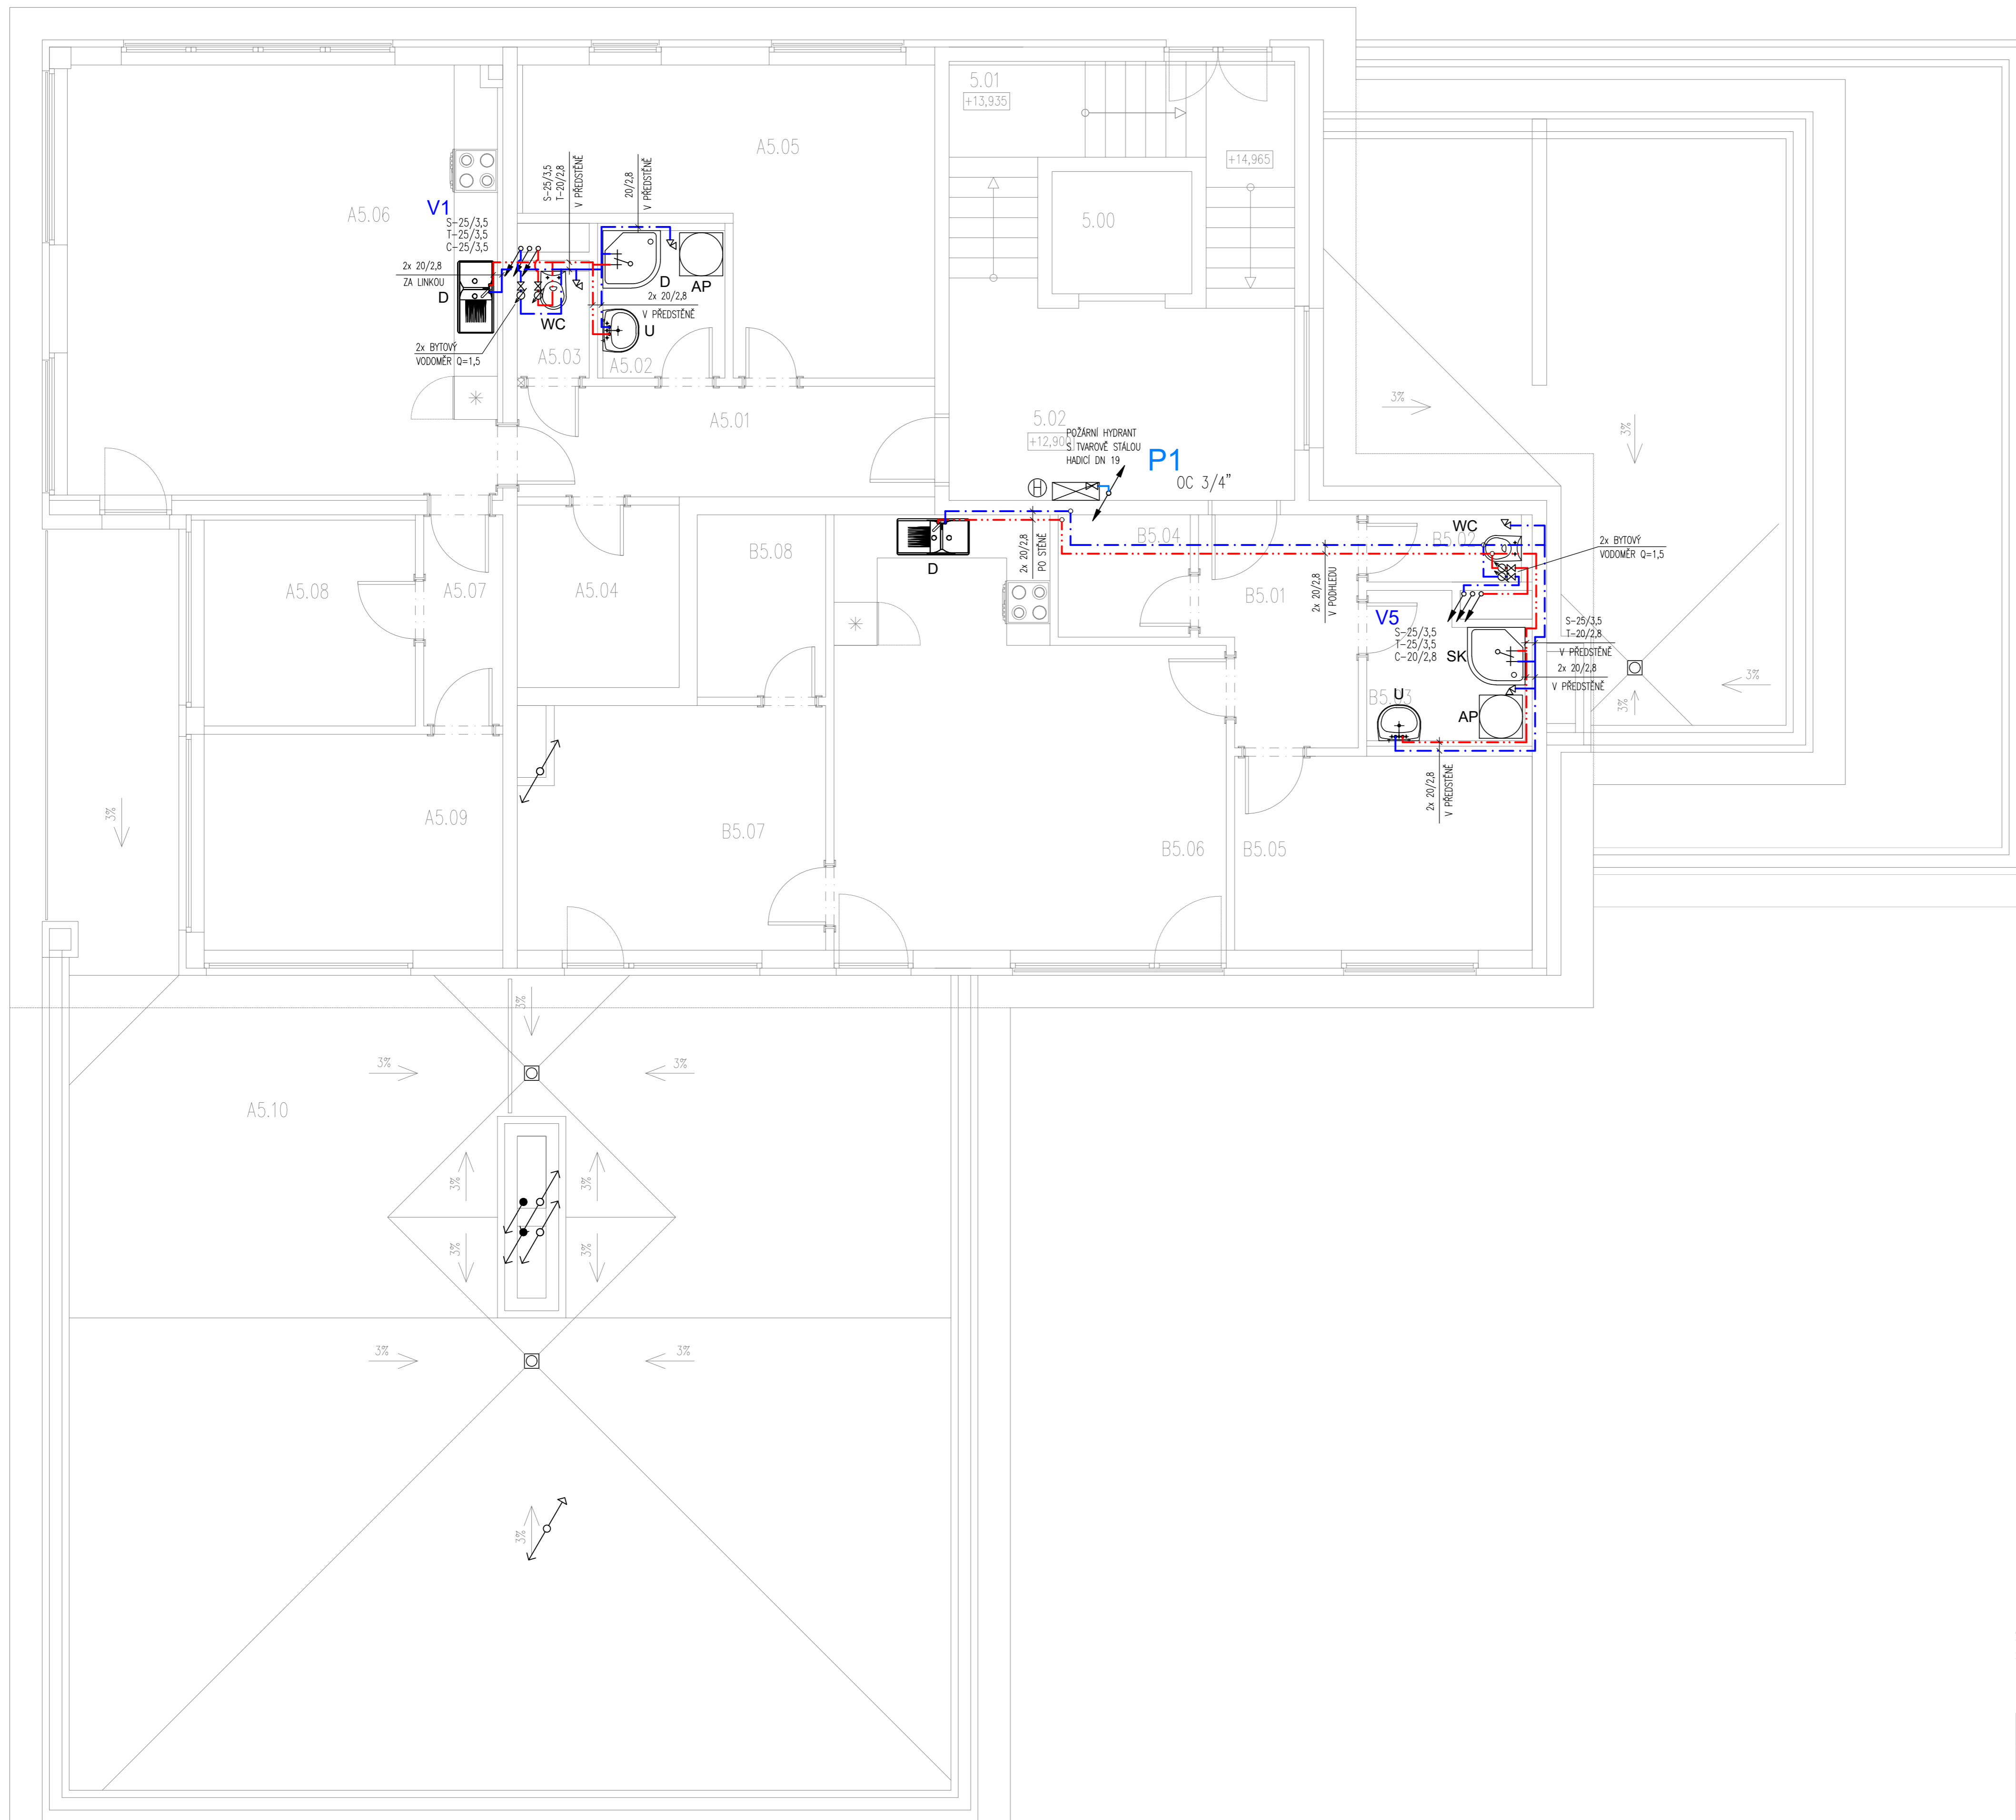 5.01
+13,935
A5.05
+14,965
5.00
S-25/3,5
T-20/2,8
V PŘEDSTĚNĚ
20/2,8
V PŘEDSTĚNĚ
A5.06
V1
S-25/3,5
T-25/3,5
C-25/3,5
2x 20/2,8
ZA LINKOU
D
D
AP
2x 20/2,8
V PŘEDSTĚNĚ
WC
U
2x BYTOVÝ
VODOMĚR Q=1,5
A5.03
A5.02
A5.01
5.02
+12,900
POŽÁRNÍ HYDRANT
S TVAROVĚ STÁLOU
HADICÍ DN 19
P1
OC 3/4"
H
3%
3%
B5.08
D
2x 20/2,8
PO STĚNĚ
B5.04
WC
B5.02
2x BYTOVÝ
VODOMĚR Q=1,5
A5.08
A5.07
A5.04
B5.01
2x 20/2,8
V PODHLEDU
V5
S-25/3,5
T-25/3,5
C-20/2,8
SK
S-25/3,5
T-20/2,8
V PŘEDSTĚNĚ
2x 20/2,8
V PŘEDSTĚNĚ
B5.03
U
AP
3%
3%
2x 20/2,8
V PŘEDSTĚNĚ
3%
A5.09
B5.07
B5.06
B5.05
3%
3%
3%
A5.10
3%
3%
3%
3%
3%
3%
3%